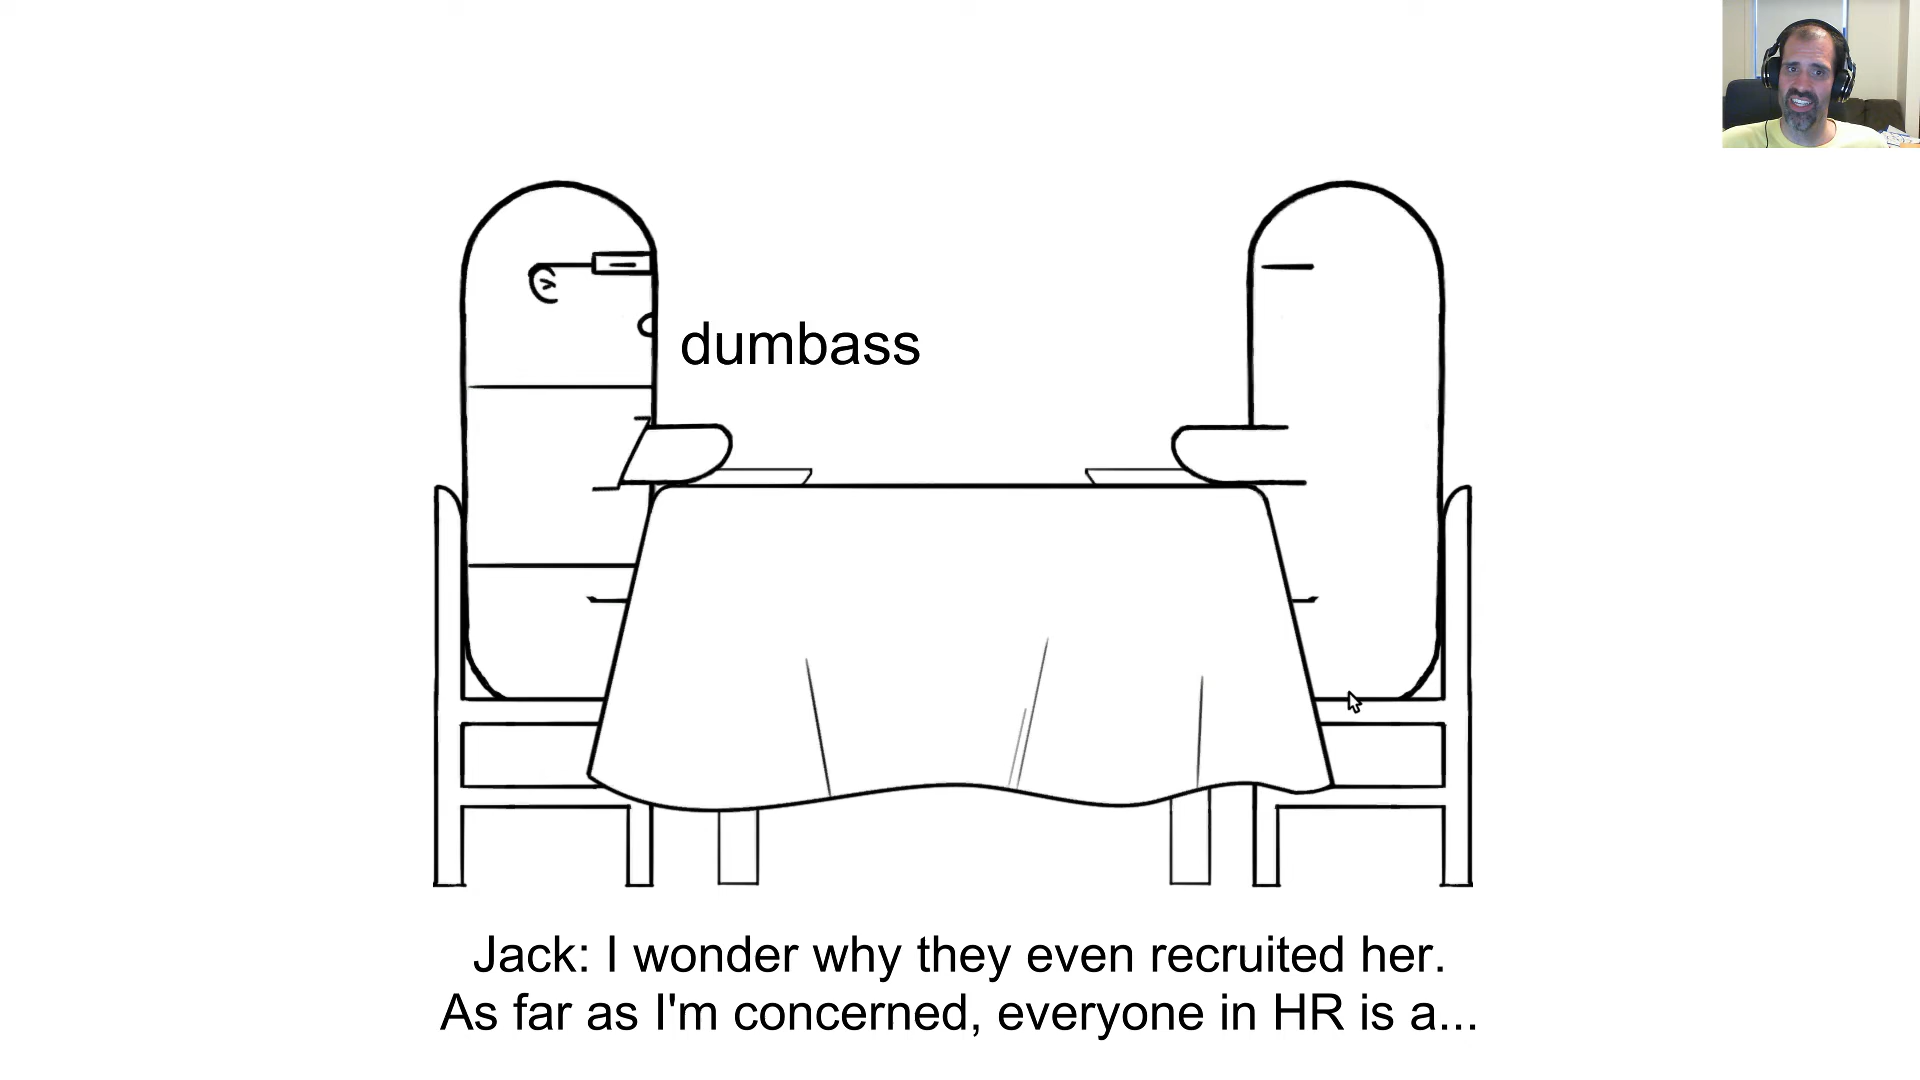 dumbass
Jack: I wonder why they even recruited her.
As far as I'm concerned, everyone in HR is a...